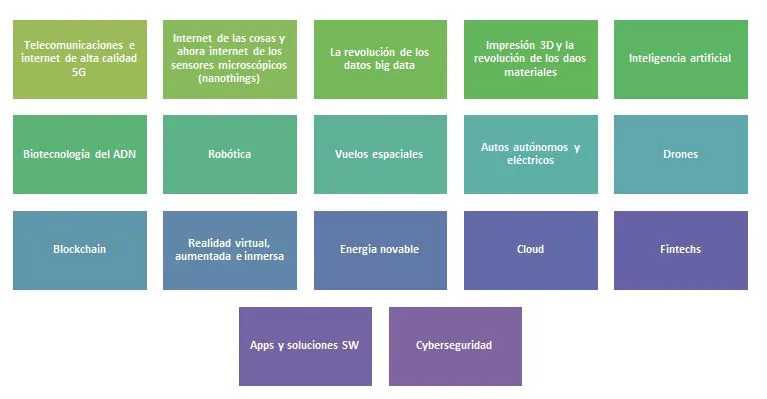 Telecomunicaciones e
internet de alta calidad
5G
Internet de las cosas y
ahora internet de los
sensores microscópicos
(nanothings)
La revolución de los
datos big data
Impresión 3D y la
revolución de los daos
materiales
Inteligencia artificial
Biotecnología del ADN
Robótica
Vuelos espaciales
Autos autónomos y
eléctricos
Drones
Blockchain
Realidad virtual,
aumentada e inmersa
Energia novable
Cloud
Fintechs
Apps y soluciones SW
Cyberseguridad